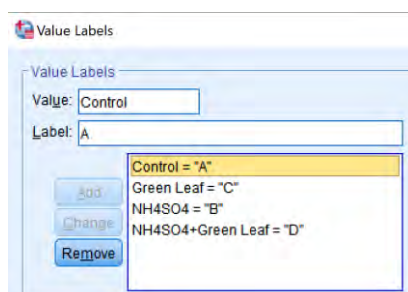 Value Labels
Value Labels
Value: Control
Label: A
Control = "A"
Green Leaf = "C"
NH4SO4 = "B"
NH4SO4+Green Leaf = "D"
Add
Change
Remove